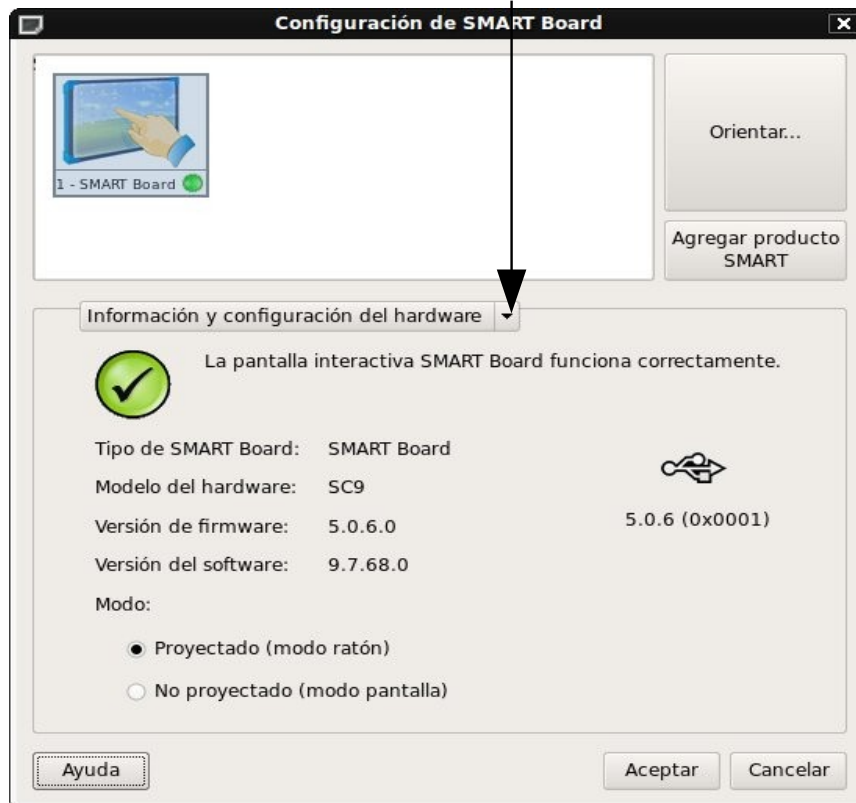 Configuración de SMART Board
1 - SMART Board
Orientar...
Agregar producto
SMART
Información y configuración del hardware
La pantalla interactiva SMART Board funciona correctamente.
Tipo de SMART Board: SMART Board
Modelo del hardware: SC9
Versión de firmware: 5.0.6.0
5.0.6 (0x0001)
Versión del software: 9.7.68.0
Modo:
Proyectado (modo ratón)
No proyectado (modo pantalla)
Ayuda
Aceptar
Cancelar